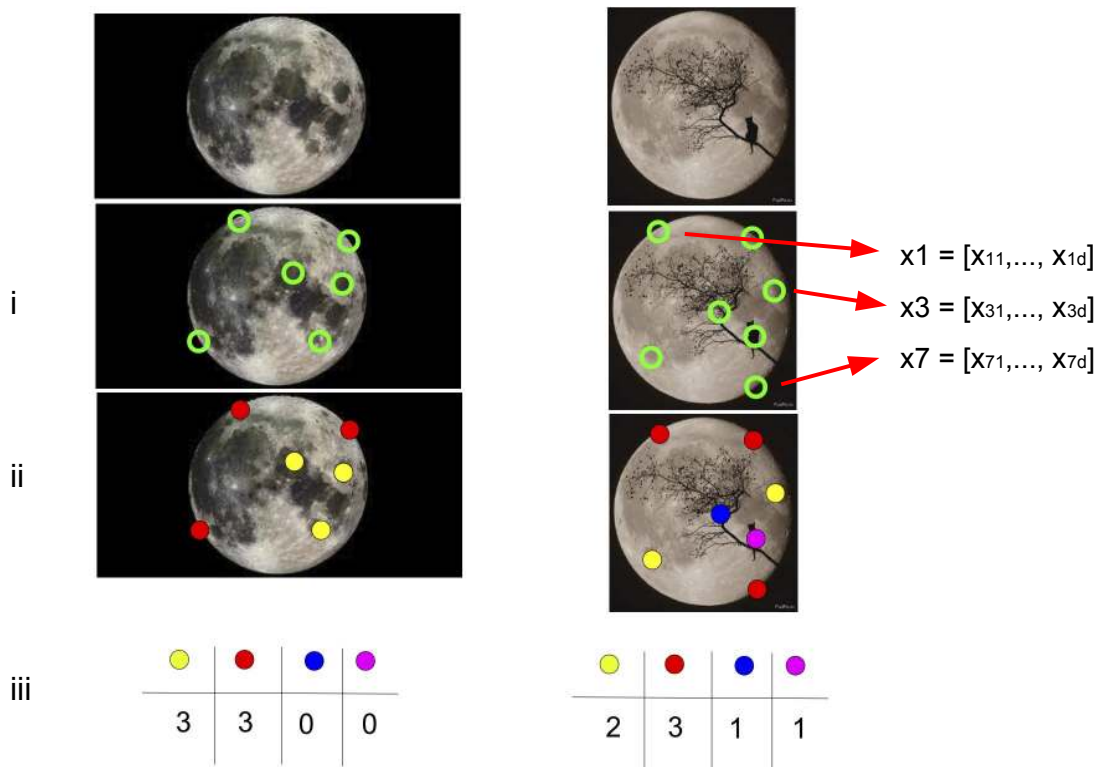 i
x1 = [x11,..., x1d]
x3 = [x31,..., x3d]
x7 = [x71,..., x7d]
ii
iii
3 3 0 0
2 3 1 1